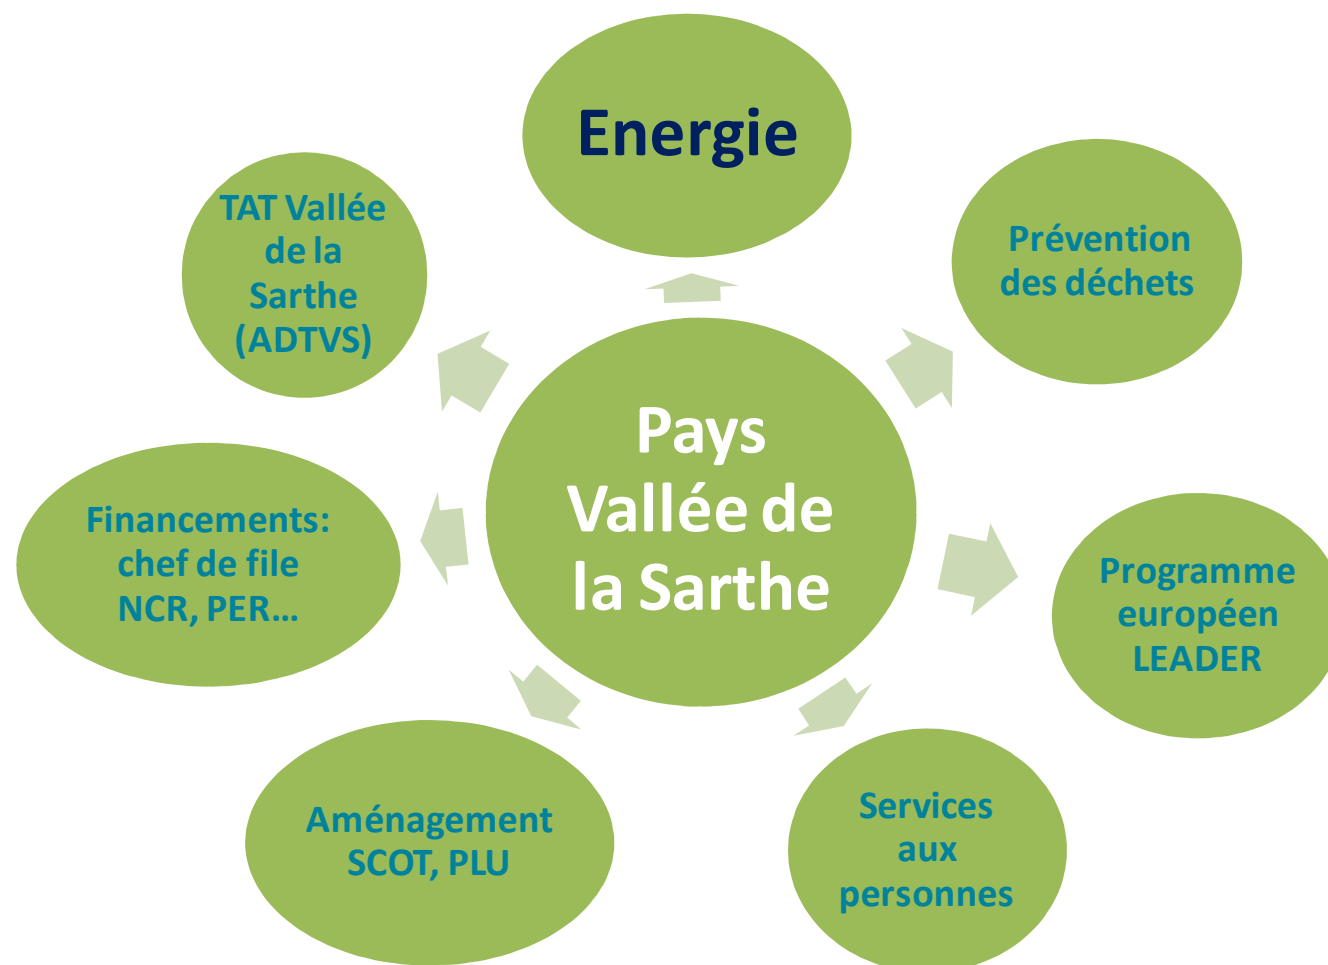 Energie
TAT Vallée
de la
Sarthe
(ADTVS)
Prévention
des déchets
Pays
Vallée de
la Sarthe
Financements:
chef de file
NCR, PER...
Programme
européen
LEADER
Aménagement
SCOT, PLU
Services
aux
personnes